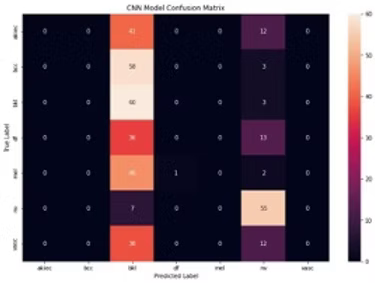 CNN Model Confusion Matrix
akiec 0 0 41 0 0 12 0
bcc 0 0 58 0 0 3 0
bkl 0 0 60 0 0 3 0
df 0 0 36 0 0 13 0
mel 0 0 1 0 2 0
nv 0 0 7 0 0 55 0
vasc 0 0 38 0 0 12 0
akiec bcc bkl df mel nv vasc
True Label
Predicted Label
60
50
40
30
20
10
0